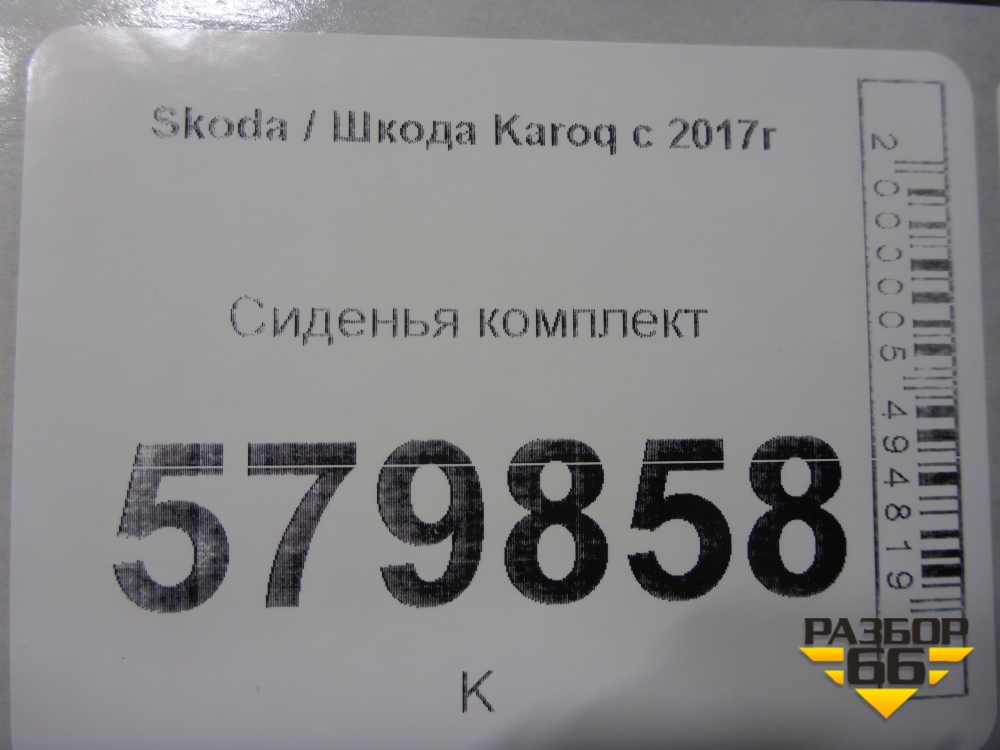 Skoda / Шкода Karoq с 2017г
Сиденья комплект
579858
К
2000005494819
РАЗБОР
66